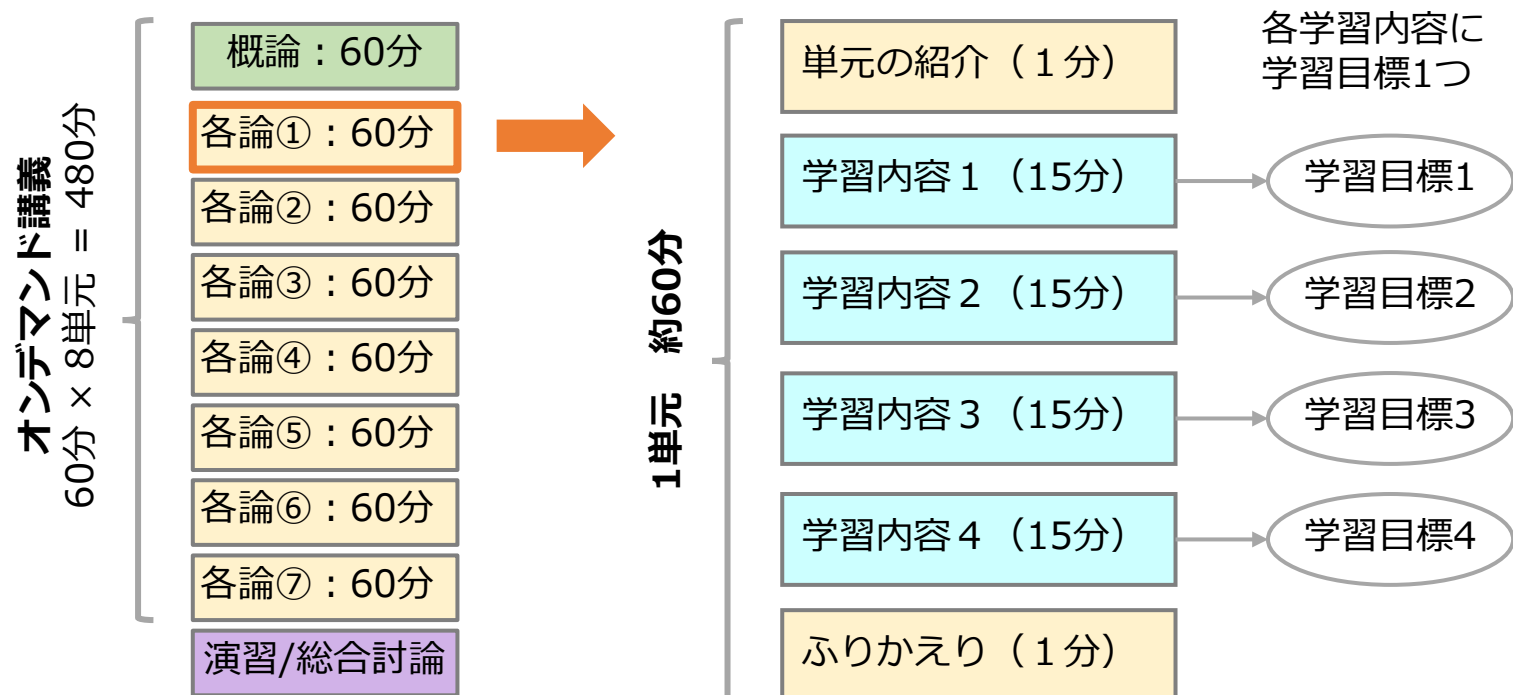 オンデマンド講義
60分 × 8単元 = 480分
概論：60分
各論①：60分
各論②：60分
各論③：60分
各論④：60分
各論⑤：60分
各論⑥：60分
各論⑦：60分
演習/総合討論
1単元　約60分
単元の紹介（１分）
学習内容１（15分）
学習内容２（15分）
学習内容３（15分）
学習内容４（15分）
ふりかえり（１分）
各学習内容に
学習目標1つ
学習目標1
学習目標2
学習目標3
学習目標4